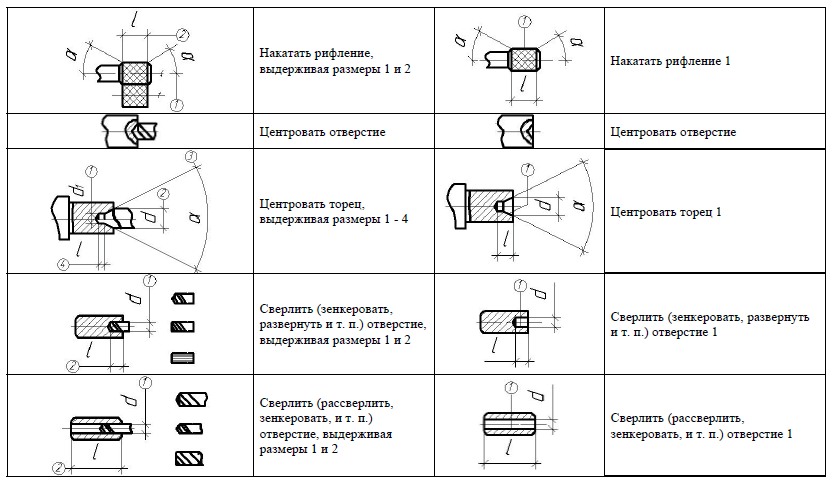 l
2
α
α
1
Накатать рифление,
выдерживая размеры 1 и 2
1
α
α
l
Накатать рифление 1
Центровать отверстие
Центровать отверстие
3
1
2
d1
d
α
l
4
Центровать торец,
выдерживая размеры 1 - 4
1
d
α
l
Центровать торец 1
1
d
l
2
Сверлить (зенкеровать,
развернуть и т. п.) отверстие,
выдерживая размеры 1 и 2
1
d
l
Сверлить (зенкеровать, развернуть
и т. п.) отверстие 1
1
d
l
2
Сверлить (рассверлить,
зенкеровать, и т. п.)
отверстие, выдерживая
размеры 1 и 2
1
d
l
Сверлить (рассверлить,
зенкеровать, и т. п.) отверстие 1